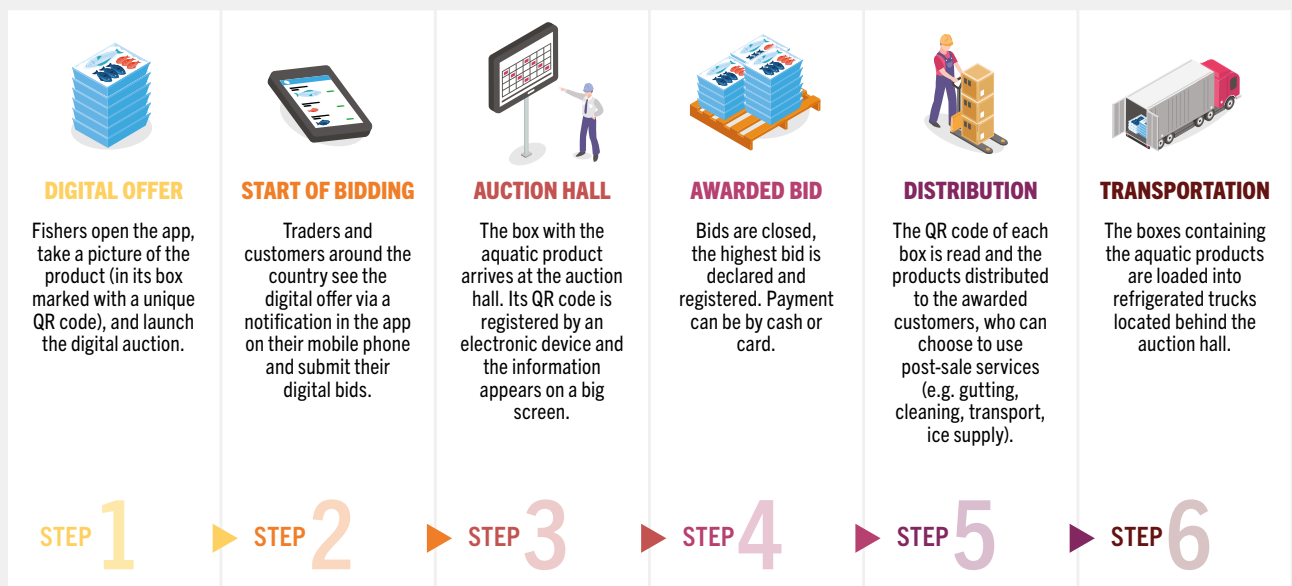 DIGITAL OFFER
Fishers open the app,
take a picture of the
product (in its box
marked with a unique
QR code), and launch
the digital auction.
STEP 1
START OF BIDDING
Traders and
customers around the
country see the
digital offer via a
notification in the app
on their mobile phone
and submit their
digital bids.
STEP 2
AUCTION HALL
The box with the
aquatic product
arrives at the auction
hall. Its QR code is
registered by an
electronic device and
the information
appears on a big
screen.
STEP 3
AWARDED BID
Bids are closed,
the highest bid is
declared and
registered. Payment
can be by cash or
card.
STEP 4
DISTRIBUTION
The QR code of each
box is read and the
products distributed
to the awarded
customers, who can
choose to use
post-sale services
(e.g. gutting,
cleaning, transport,
ice supply).
STEP 5
TRANSPORTATION
The boxes containing
the aquatic products
are loaded into
refrigerated trucks
located behind the
auction hall.
STEP 6